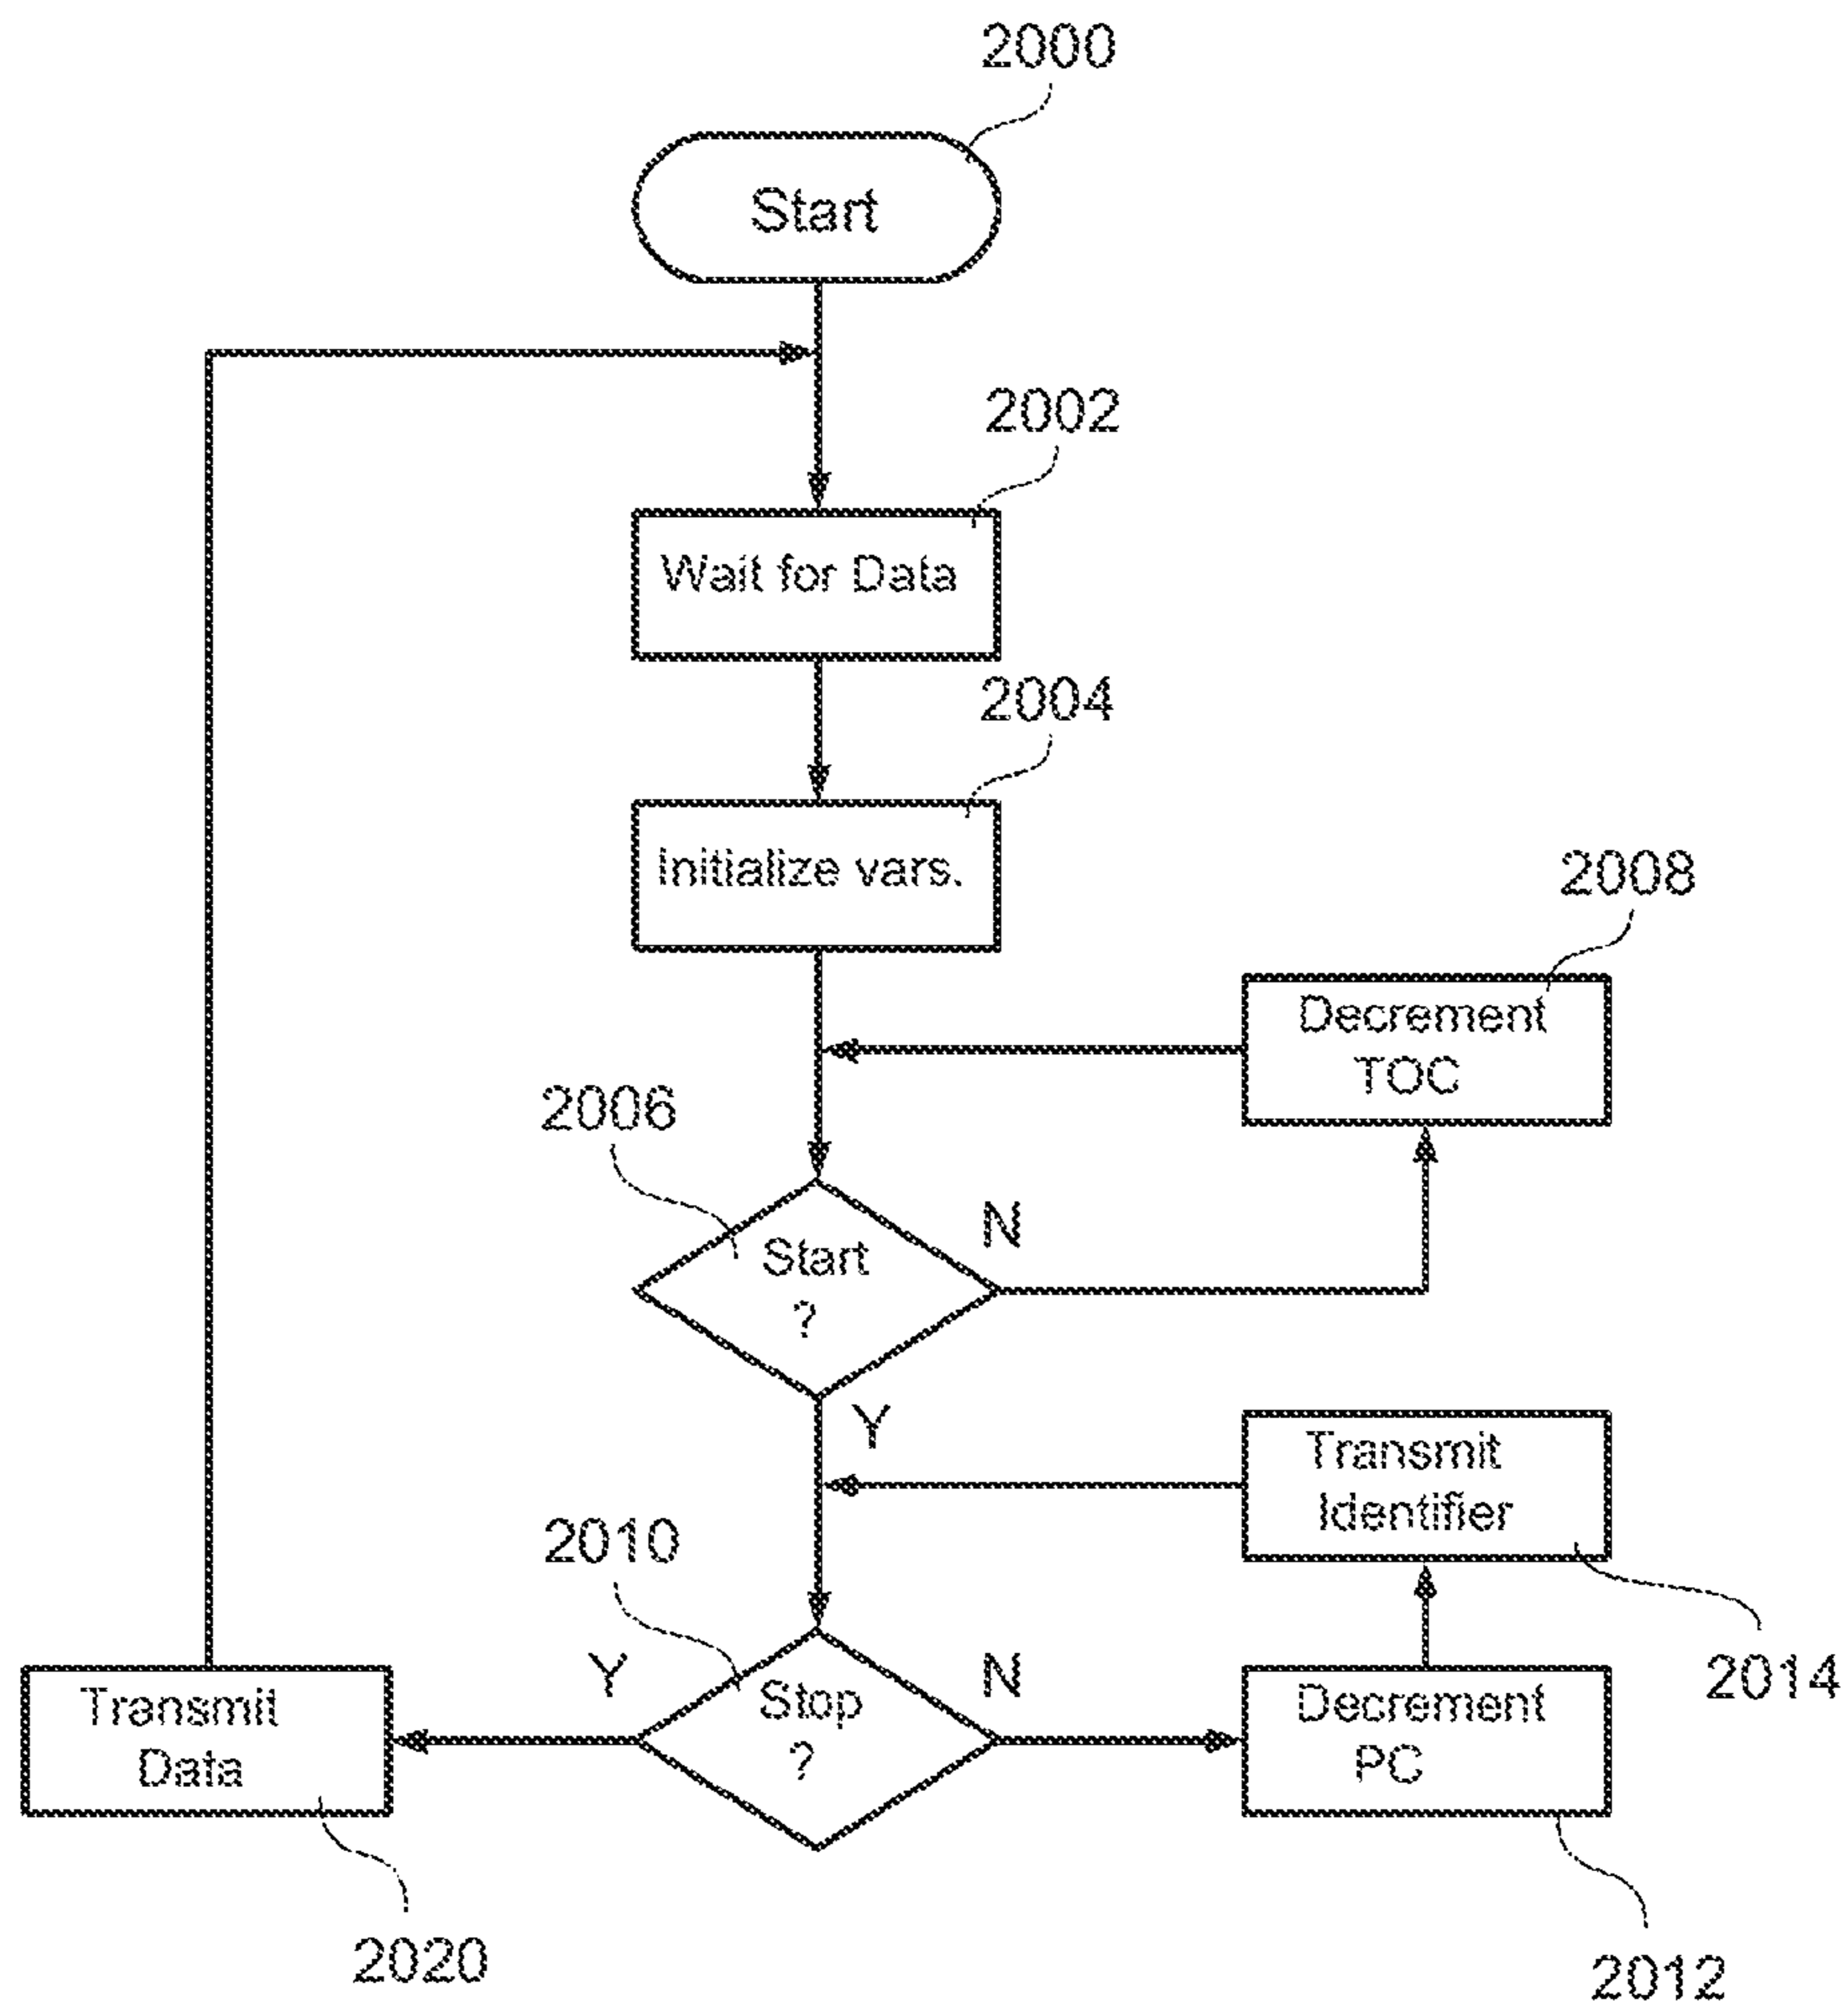 2000
Start
2002
Wait for Data
2004
Initialize vars.
2008
Decrement
TOC
2006
Start
?
N
Y
Transmit
Identifier
2010
Y
Stop
?
N
2014
Transmit
Data
Decrement
PC
2020
2012